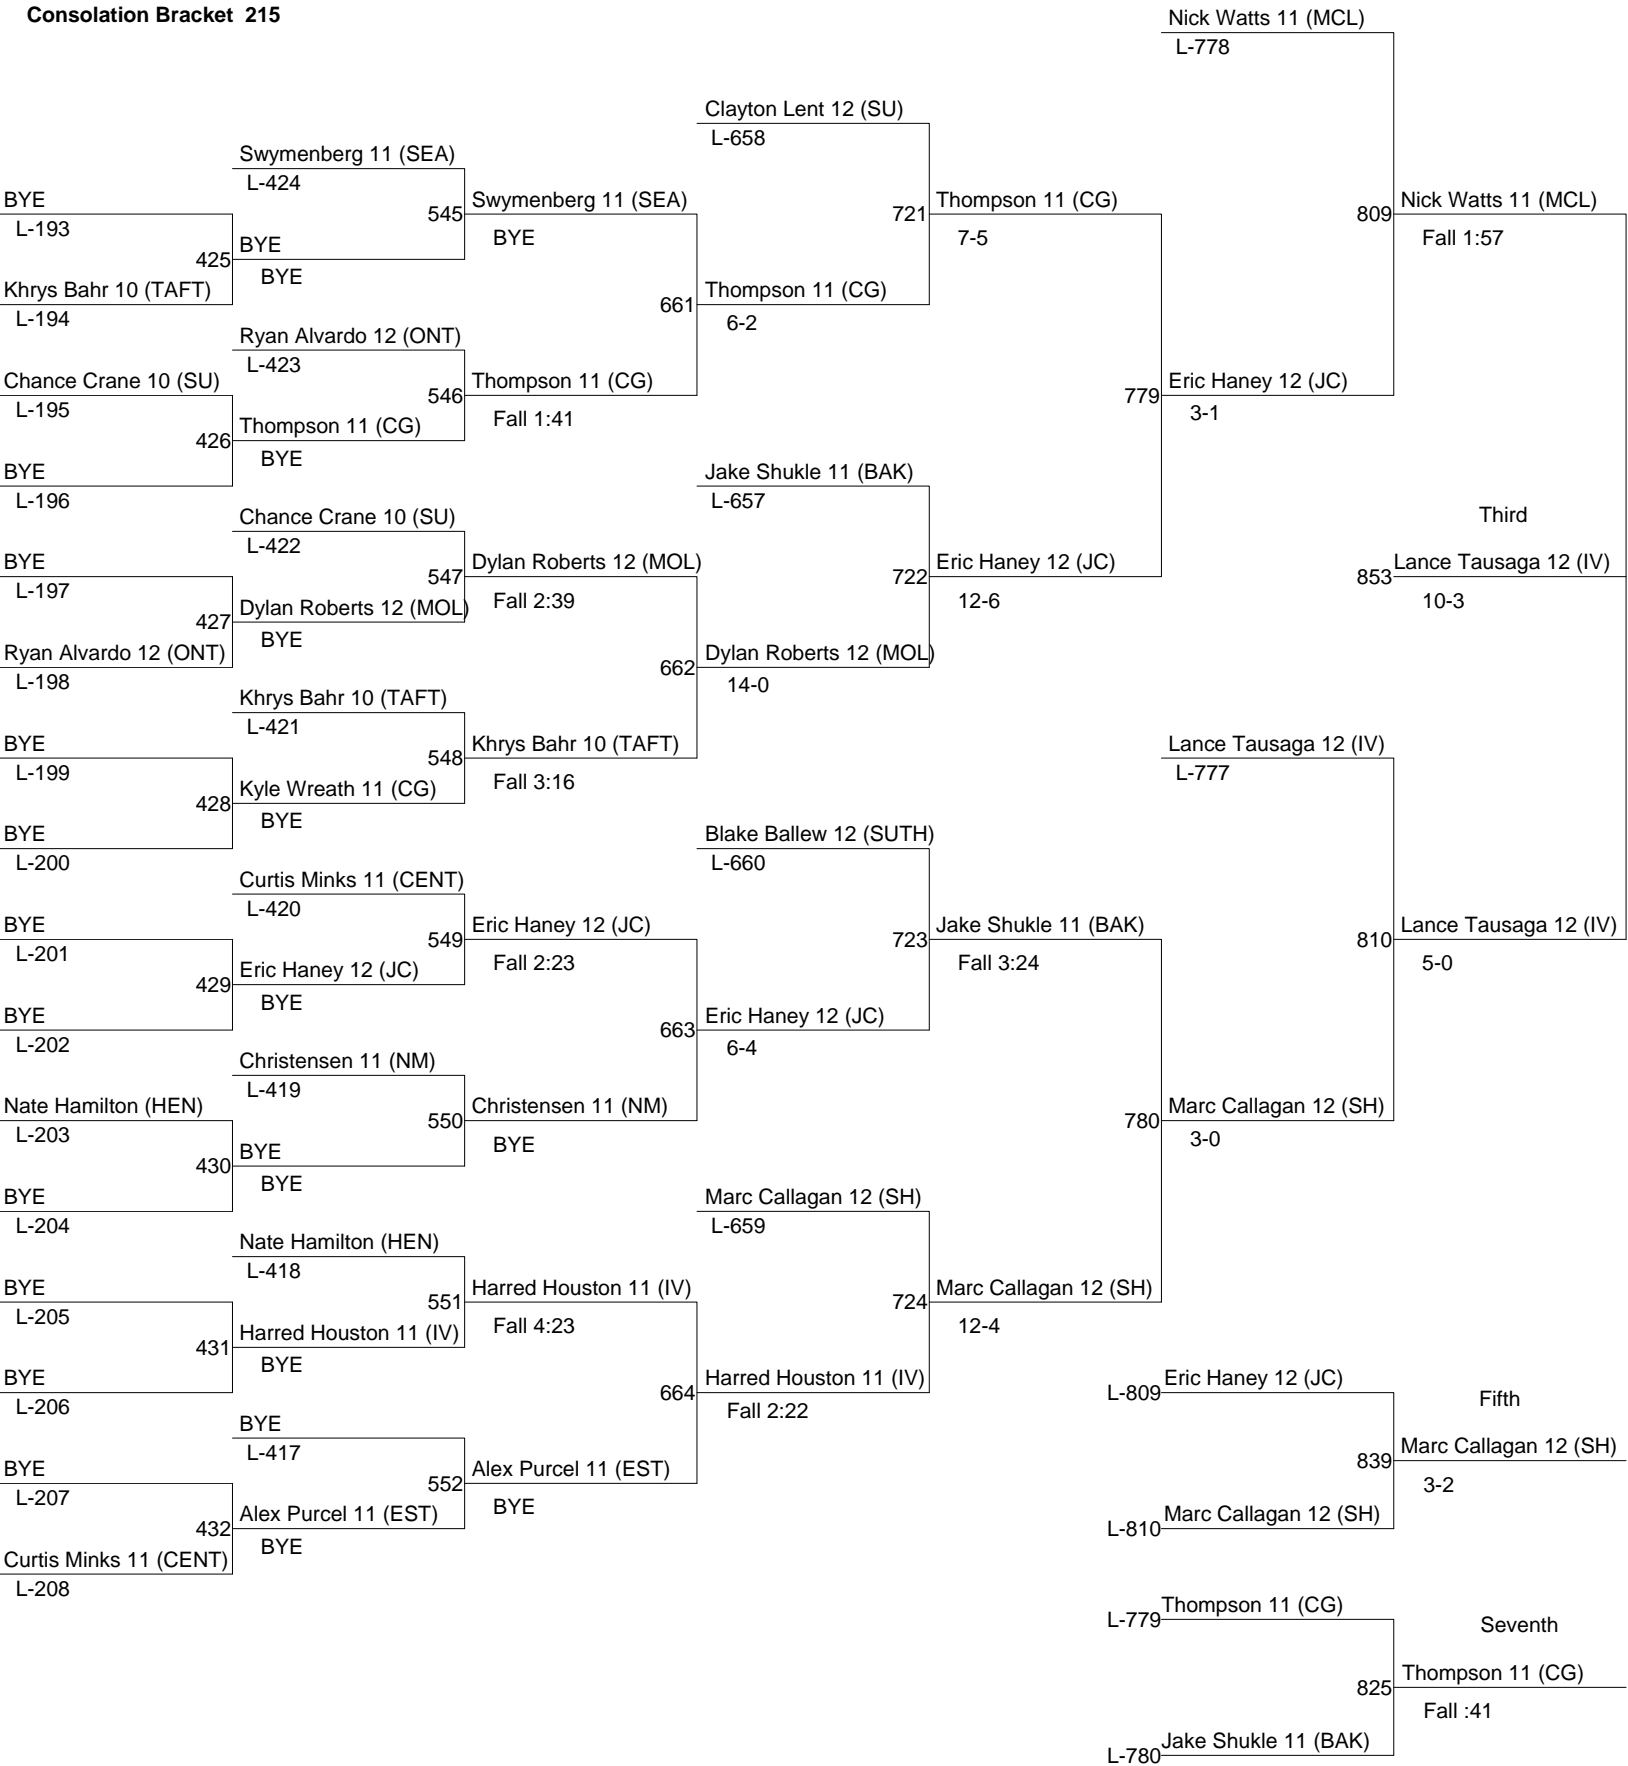 Consolation Bracket 215
BYE
L-193
425
Khrys Bahr 10 (TAFT)
L-194
Chance Crane 10 (SU)
L-195
426
BYE
L-196
BYE
L-197
427
Ryan Alvardo 12 (ONT)
L-198
BYE
L-199
428
BYE
L-200
BYE
L-201
429
BYE
L-202
Nate Hamilton (HEN)
L-203
430
BYE
L-204
BYE
L-205
431
BYE
L-206
BYE
L-207
432
Curtis Minks 11 (CENT)
L-208
Swymenberg 11 (SEA)
L-424
545
BYE
BYE
Ryan Alvardo 12 (ONT)
L-423
546
Thompson 11 (CG)
BYE
Chance Crane 10 (SU)
L-422
547
Dylan Roberts 12 (MOL)
BYE
Khrys Bahr 10 (TAFT)
L-421
548
Kyle Wreath 11 (CG)
BYE
Curtis Minks 11 (CENT)
L-420
549
Eric Haney 12 (JC)
BYE
Christensen 11 (NM)
L-419
550
BYE
BYE
Nate Hamilton (HEN)
L-418
551
Harred Houston 11 (IV)
BYE
BYE
L-417
552
Alex Purcel 11 (EST)
BYE
Swymenberg 11 (SEA)
BYE
661
Thompson 11 (CG)
Fall 1:41
Dylan Roberts 12 (MOL)
Fall 2:39
662
Khrys Bahr 10 (TAFT)
Fall 3:16
Eric Haney 12 (JC)
Fall 2:23
663
Christensen 11 (NM)
BYE
Harred Houston 11 (IV)
Fall 4:23
664
Alex Purcel 11 (EST)
BYE
Clayton Lent 12 (SU)
L-658
721
Thompson 11 (CG)
6-2
Jake Shukle 11 (BAK)
L-657
722
Dylan Roberts 12 (MOL)
14-0
Blake Ballew 12 (SUTH)
L-660
723
Eric Haney 12 (JC)
6-4
Marc Callagan 12 (SH)
L-659
724
Harred Houston 11 (IV)
Fall 2:22
Thompson 11 (CG)
7-5
779
Eric Haney 12 (JC)
12-6
Jake Shukle 11 (BAK)
Fall 3:24
780
Marc Callagan 12 (SH)
12-4
Nick Watts 11 (MCL)
L-778
809
Eric Haney 12 (JC)
3-1
Lance Tausaga 12 (IV)
L-777
810
Marc Callagan 12 (SH)
3-0
Nick Watts 11 (MCL)
Fall 1:57
Third
853
Lance Tausaga 12 (IV)
10-3
Lance Tausaga 12 (IV)
5-0
L-809
Eric Haney 12 (JC)
Fifth
839
Marc Callagan 12 (SH)
3-2
L-810
Marc Callagan 12 (SH)
L-779
Thompson 11 (CG)
Seventh
825
Thompson 11 (CG)
Fall :41
L-780
Jake Shukle 11 (BAK)